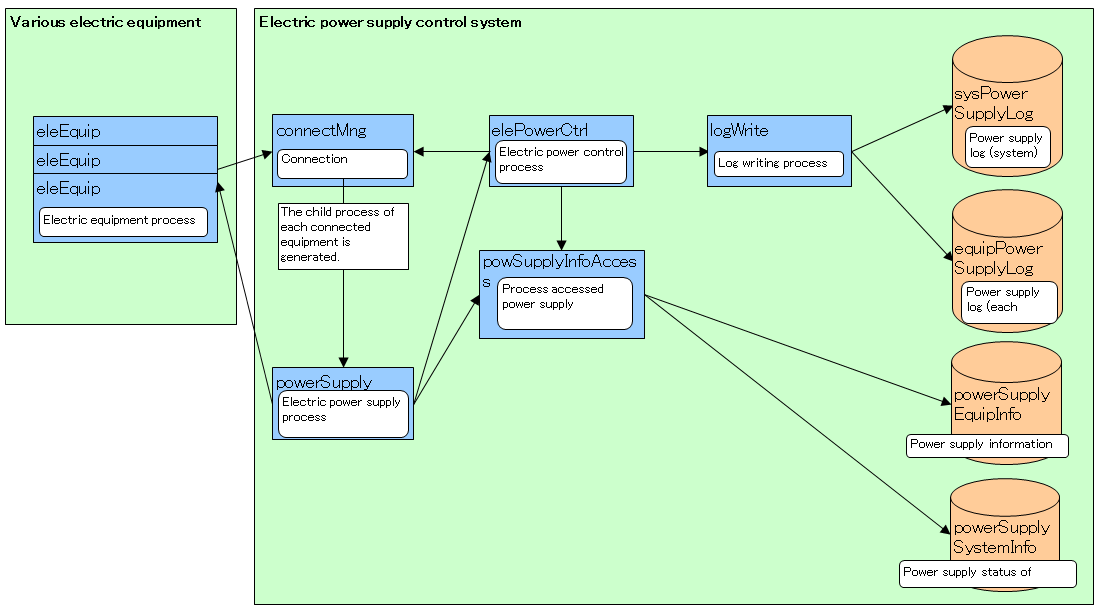 Various electric equipment
eleEquip
eleEquip
eleEquip
Electric equipment process
Electric power supply control system
connectMng
Connection
The child process of
each connected
equipment is
generated.
powerSupply
Electric power supply
process
elePowerCtrl
Electric power control
process
powSupplyInfoAcces
s
Process accessed
power supply
logWrite
Log writing process
sysPower
SupplyLog
Power supply
log (system)
equipPower
SupplyLog
Power supply
log (each
powerSupply
EquipInfo
Power supply information
powerSupply
SystemInfo
Power supply status of